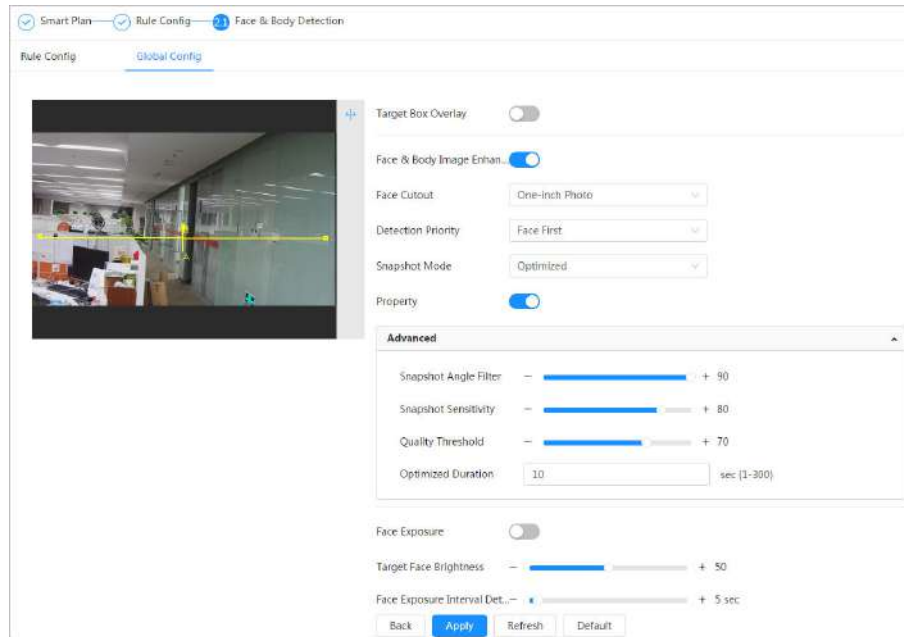 Smart Plan Rule Config 2.1 Face & Body Detection
Rule Config Global Config
Target Box Overlay
Face & Body Image Enhan...
Face Cutout One-inch Photo
Detection Priority Face First
Snapshot Mode Optimized
Property
Advanced
Snapshot Angle Filter - + 90
Snapshot Sensitivity - + 80
Quality Threshold - + 70
Optimized Duration 10 sec (1-300)
Face Exposure
Target Face Brightness - + 50
Face Exposure Interval Det... - + 5 sec
Back Apply Refresh Default